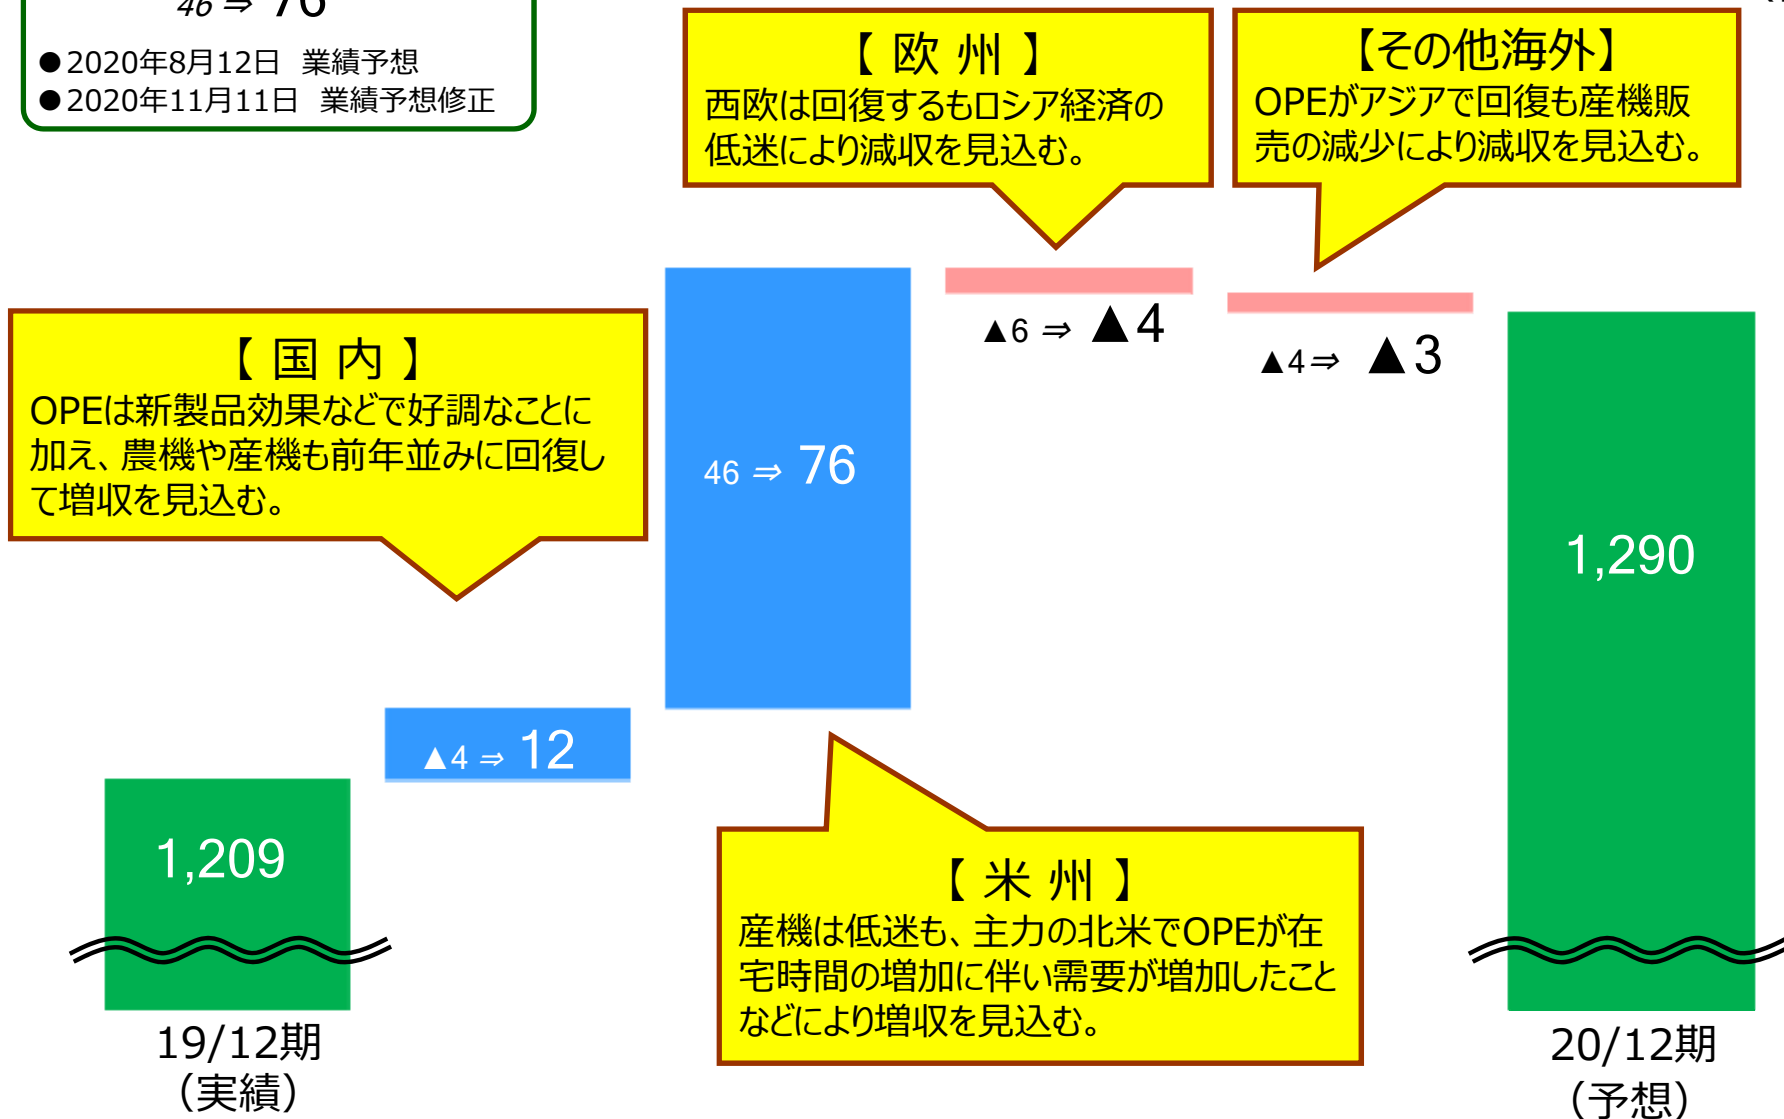 46 ⇒ 76
●2020年8月12日 業績予想
●2020年11月11日 業績予想修正
【 欧 州 】
西欧は回復するもロシア経済の
低迷により減収を見込む。
【その他海外】
OPEがアジアで回復も産機販
売の減少により減収を見込む。
▲6 ⇒ ▲4
▲4⇒ ▲3
【 国 内 】
OPEは新製品効果などで好調なことに
加え、農機や産機も前年並みに回復し
て増収を見込む。
46 ⇒ 76
1,290
▲4 ⇒ 12
1,209
【 米 州 】
産機は低迷も、主力の北米でOPEが在
宅時間の増加に伴い需要が増加したこと
などにより増収を見込む。
19/12期
（実績）
20/12期
（予想）